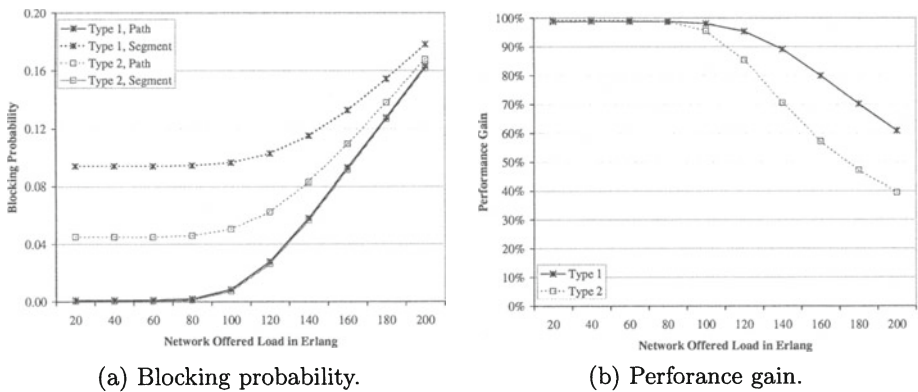 0.20
0.16
0.12
0.08
0.04
0.00
Blocking Probability
Type 1, Path
Type 1, Segment
Type 2, Path
Type 2, Segment
20 40 60 80 100 120 140 160 180 200
Network Offered Load in Erlang
(a) Blocking probability.
100%
90%
80%
70%
60%
50%
40%
30%
20%
10%
0%
Performance Gain
Type 1
Type 2
20 40 60 80 100 120 140 160 180 200
Network Offered Load in Erlang
(b) Perforance gain.